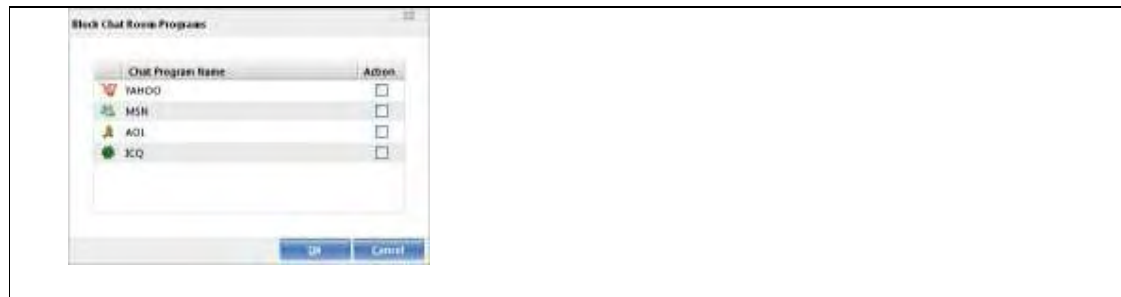 Block Chat Room Programs
Chat Program Name Action
YAHOO
MSN
AOL
ICQ
OK Cancel